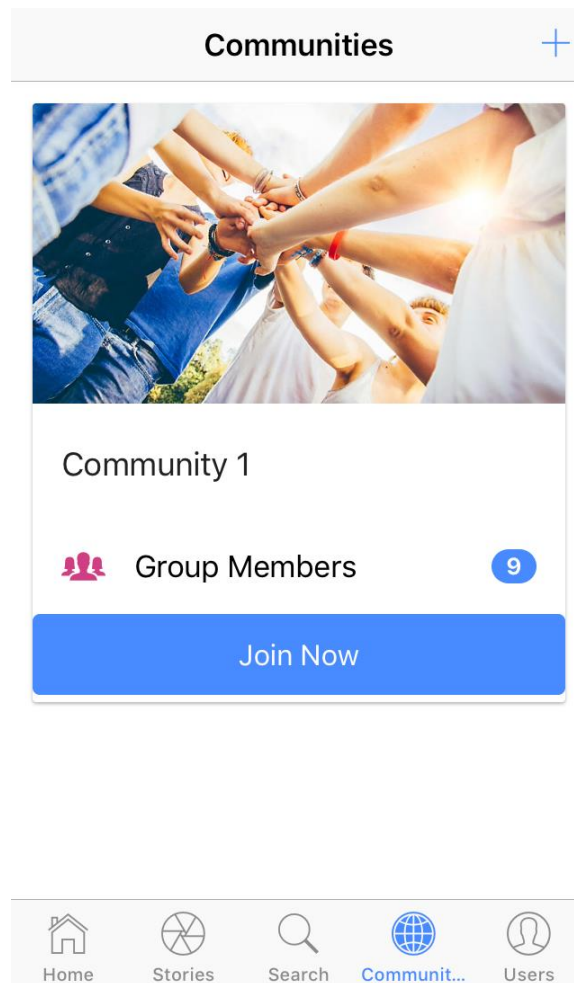 Communities
Community 1
Group Members 9
Join Now
Home Stories Search Communit... Users